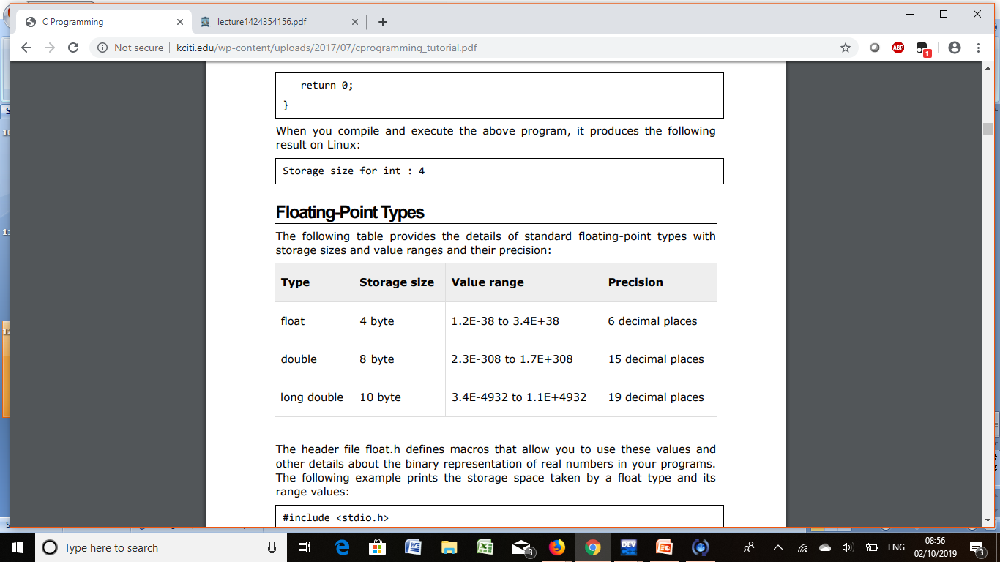 C Programming
lecture1424354156.pdf
Not secure
kciti.edu/wp-content/uploads/2017/07/cprogramming_tutorial.pdf
ABP
1
return 0;
}
When you compile and execute the above program, it produces the following
result on Linux:
Storage size for int : 4
Floating-Point Types
The following table provides the details of standard floating-point types with
storage sizes and value ranges and their precision:
Type Storage size Value range Precision
float 4 byte 1.2E-38 to 3.4E+38 6 decimal places
double 8 byte 2.3E-308 to 1.7E+308 15 decimal places
long double 10 byte 3.4E-4932 to 1.1E+4932 19 decimal places
The header file float.h defines macros that allow you to use these values and
other details about the binary representation of real numbers in your programs.
The following example prints the storage space taken by a float type and its
range values:
#include <stdio.h>
Type here to search
3
DEV
ENG
08:56
02/10/2019
3